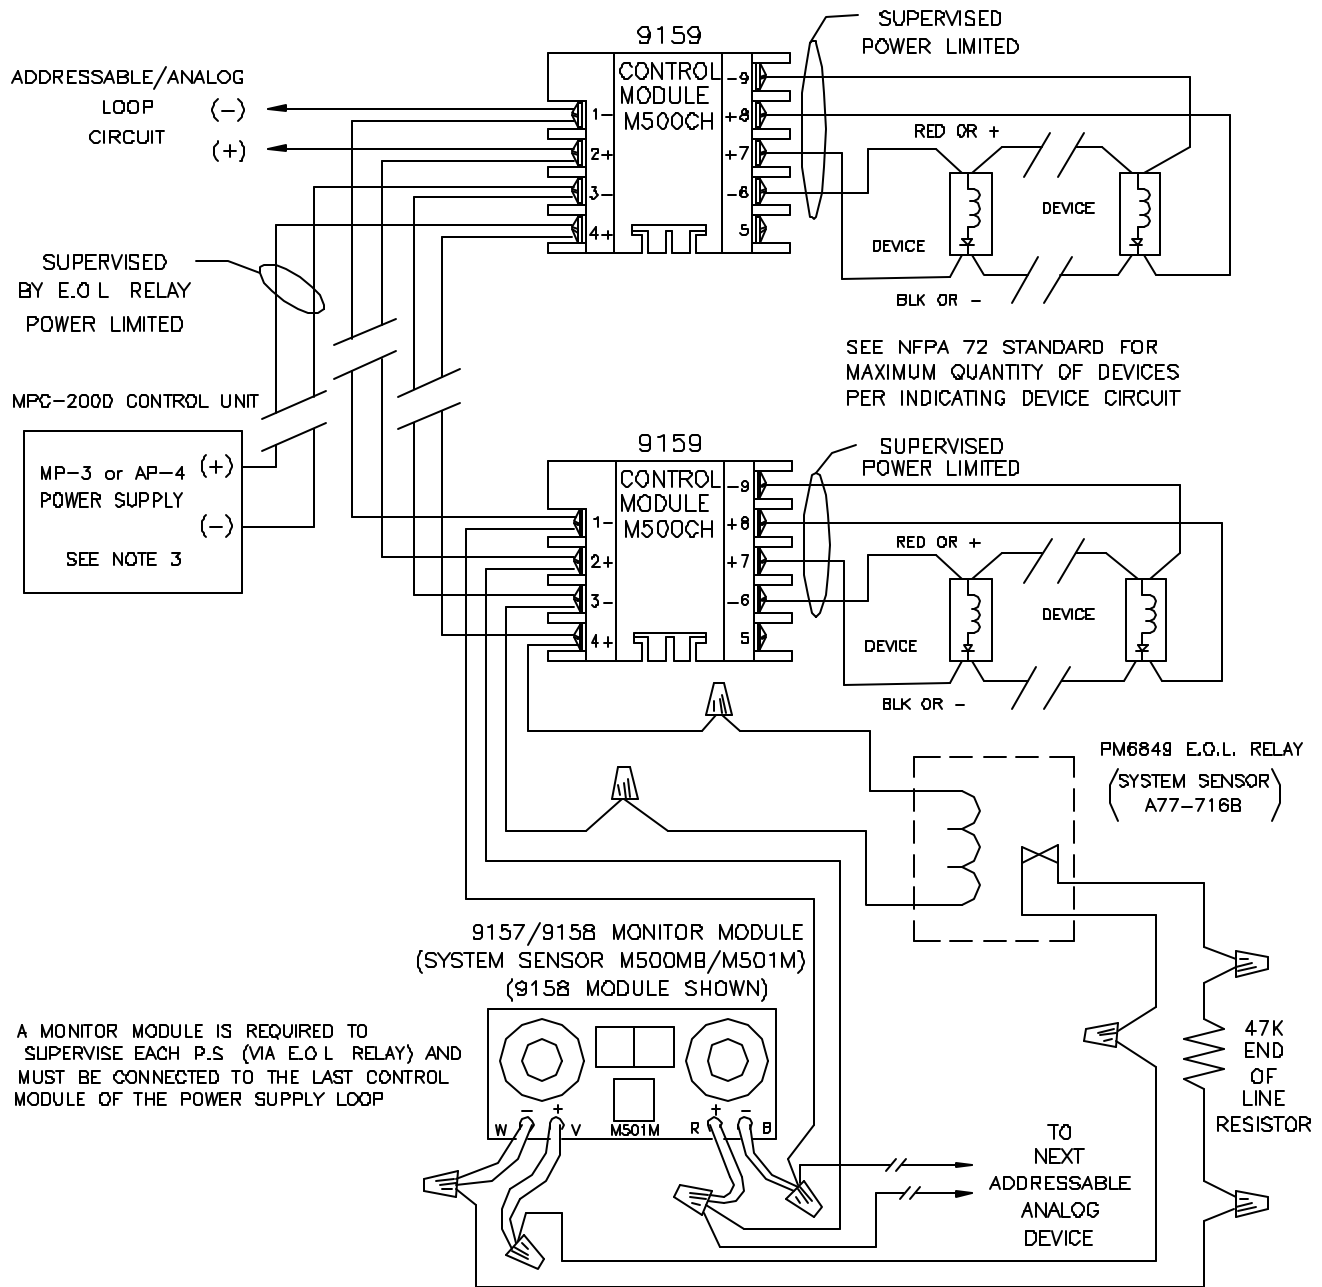 9159
SUPERVISED
POWER LIMITED
ADDRESSABLE/ANALOG
LOOP (-)
CIRCUIT
(+)
CONTROL
MODULE
M500CH
1-
2+
3-
4+
-9
+8
+7
-6
5
RED OR +
DEVICE
DEVICE
BLK OR -
SUPERVISED
BY E.O L RELAY
POWER LIMITED
SEE NFPA 72 STANDARD FOR
MAXIMUM QUANTITY OF DEVICES
PER INDICATING DEVICE CIRCUIT
MPC-200D CONTROL UNIT
MP-3 or AP-4 (+)
POWER SUPPLY
(-)
SEE NOTE 3
9159
SUPERVISED
POWER LIMITED
CONTROL
MODULE
M500CH
1-
2+
3-
4+
-9
+8
+7
-6
5
RED OR +
DEVICE
DEVICE
BLK OR -
PM6849 E.O.L. RELAY
(SYSTEM SENSOR
A77-716B)
9157/9158 MONITOR MODULE
(SYSTEM SENSOR M500MB/M501M)
(9158 MODULE SHOWN)
A MONITOR MODULE IS REQUIRED TO
SUPERVISE EACH P.S (VIA E.O L RELAY) AND
MUST BE CONNECTED TO THE LAST CONTROL
MODULE OF THE POWER SUPPLY LOOP
- + + -
W V M501M R B
47K
END
OF
LINE
RESISTOR
TO
NEXT
ADDRESSABLE
ANALOG
DEVICE